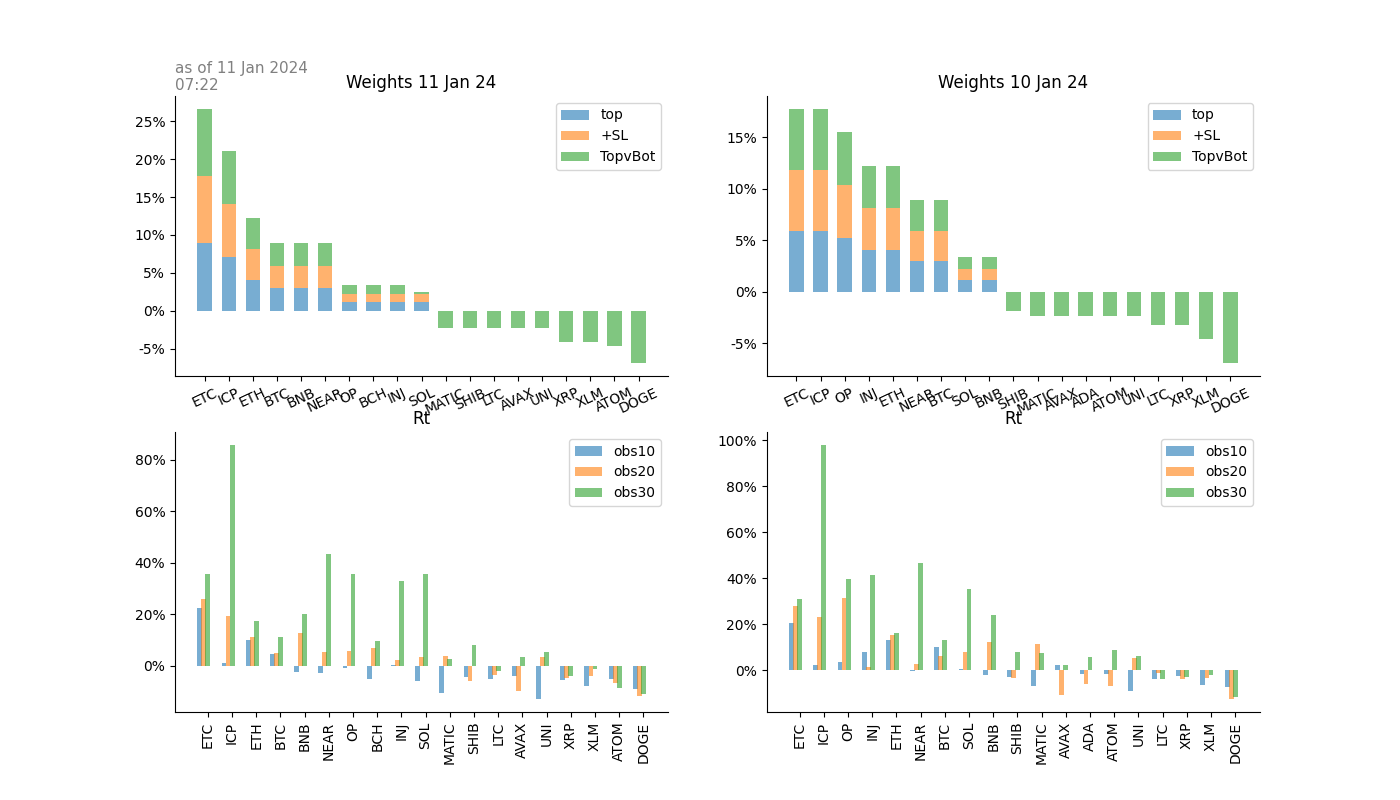 as of 11 Jan 2024
07:22
Weights 11 Jan 24
top
+SL
TopvBot
25%
20%
15%
10%
5%
0%
-5%
ETC ICP ETH BTC BNB NEAR OP BCH INJ SOL MATIC SHIB LTC AVAX UNI XRP XLM ATOM DOGE
Weights 10 Jan 24
top
+SL
TopvBot
15%
10%
5%
0%
-5%
ETC ICP OP INJ ETH NEAR BTC SOL BNB SHIB MATIC AVAX ADA ATOM UNI LTC XRP XLM DOGE
Rt
obs10
obs20
obs30
80%
60%
40%
20%
0%
ETC ICP ETH BTC BNB NEAR OP BCH INJ SOL MATIC SHIB LTC AVAX UNI XRP XLM ATOM DOGE
Rt
obs10
obs20
obs30
100%
80%
60%
40%
20%
0%
ETC ICP OP INJ ETH NEAR BTC SOL BNB SHIB MATIC AVAX ADA ATOM UNI LTC XRP XLM DOGE